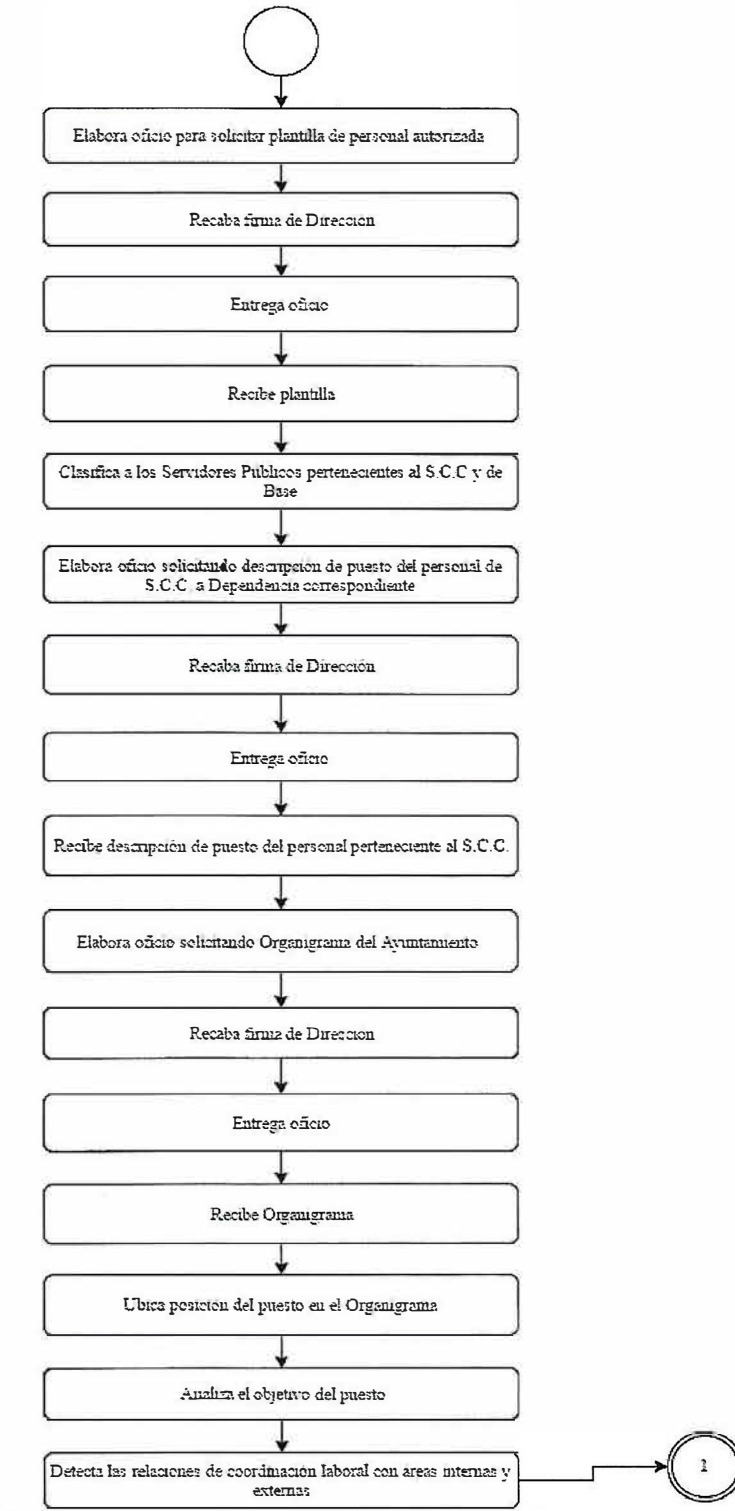 Elabora oficio para solicitar plantilla de personal autorizada
Recaba firma de Dirección
Entrega oficio
Recibe plantilla
Clasifica a los Servidores Públicos pertenecientes al S.C.C y de
Base
Elabora oficio solicitando descripción de puesto del personal de
S.C.C. a Dependencia correspondiente
Recaba firma de Dirección
Entrega oficio
Recibe descripción de puesto del personal perteneciente al S.C.C.
Elabora oficio solicitando Organigrama del Ayuntamiento
Recaba firma de Direccion
Entrega oficio
Recibe Organigrama
Ubica posición del puesto en el Organigrama
Analiza el objetivo del puesto
Detecta las relaciones de coordinación laboral con áreas internas y
externas
1